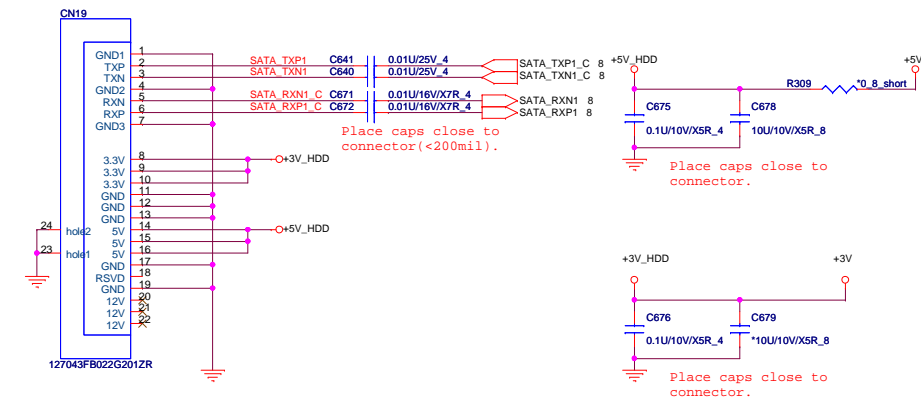 CN19
GND1 1
TXP 2 SATA_TXP1 C641 0.01U/25V_4 SATA_TXP1_C 8
TXN 3 SATA_TXN1 C640 0.01U/25V_4 SATA_TXN1_C 8
GND2 4
RXN 5 SATA_RXN1_C C671 0.01U/16V/X7R_4 SATA_RXN1 8
RXP 6 SATA_RXP1_C C672 0.01U/16V/X7R_4 SATA_RXP1 8
GND3 7
Place caps close to
connector(<200mil).
3.3V 8 +3V_HDD
3.3V 9
3.3V 10
GND 11
GND 12
GND 13
5V 14 +5V_HDD
5V 15
5V 16
GND 17
RSVD 18
GND 19
12V 20
12V 21
12V 22
24 hole2
23 hole1
127043FB022G201ZR
+5V_HDD
+5V
R309 *0_8_short
C675
0.1U/10V/X5R_4
C678
10U/10V/X5R_8
Place caps close to
connector.
+3V_HDD
+3V
C676
0.1U/10V/X5R_4
C679
*10U/10V/X5R_8
Place caps close to
connector.